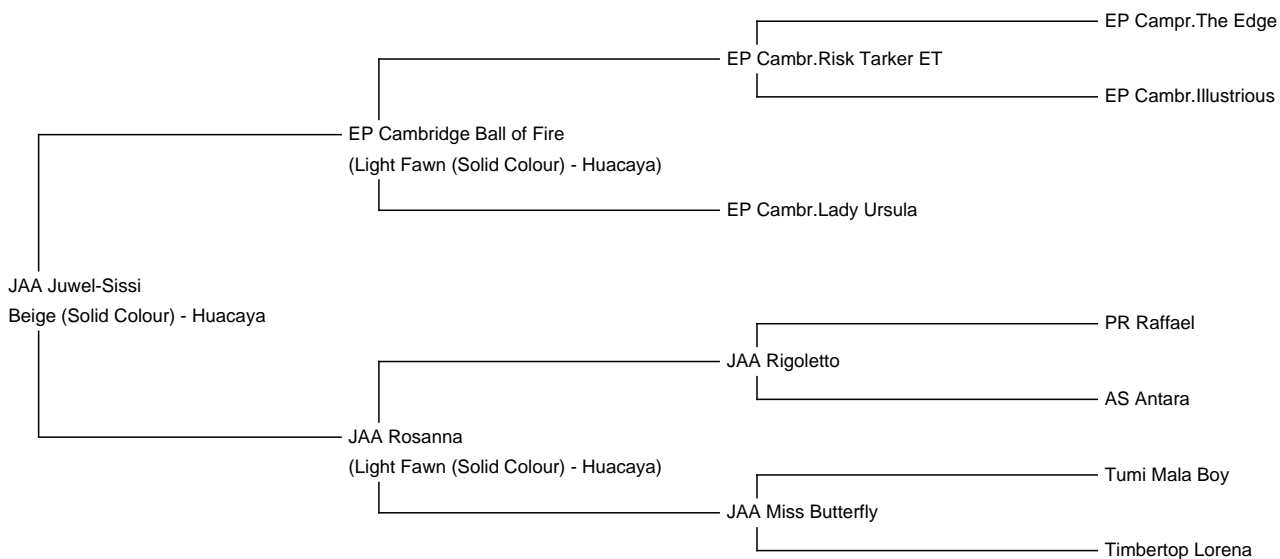 EP Campr.The Edge
EP Cambr.Risk Tarker ET
EP Cambr.Illustrious
EP Cambridge Ball of Fire
(Light Fawn (Solid Colour) - Huacaya)
EP Cambr.Lady Ursula
JAA Juwel-Sissi
Beige (Solid Colour) - Huacaya
PR Raffael
JAA Rigoletto
AS Antara
JAA Rosanna
(Light Fawn (Solid Colour) - Huacaya)
Tumi Mala Boy
JAA Miss Butterfly
Timbertop Lorena